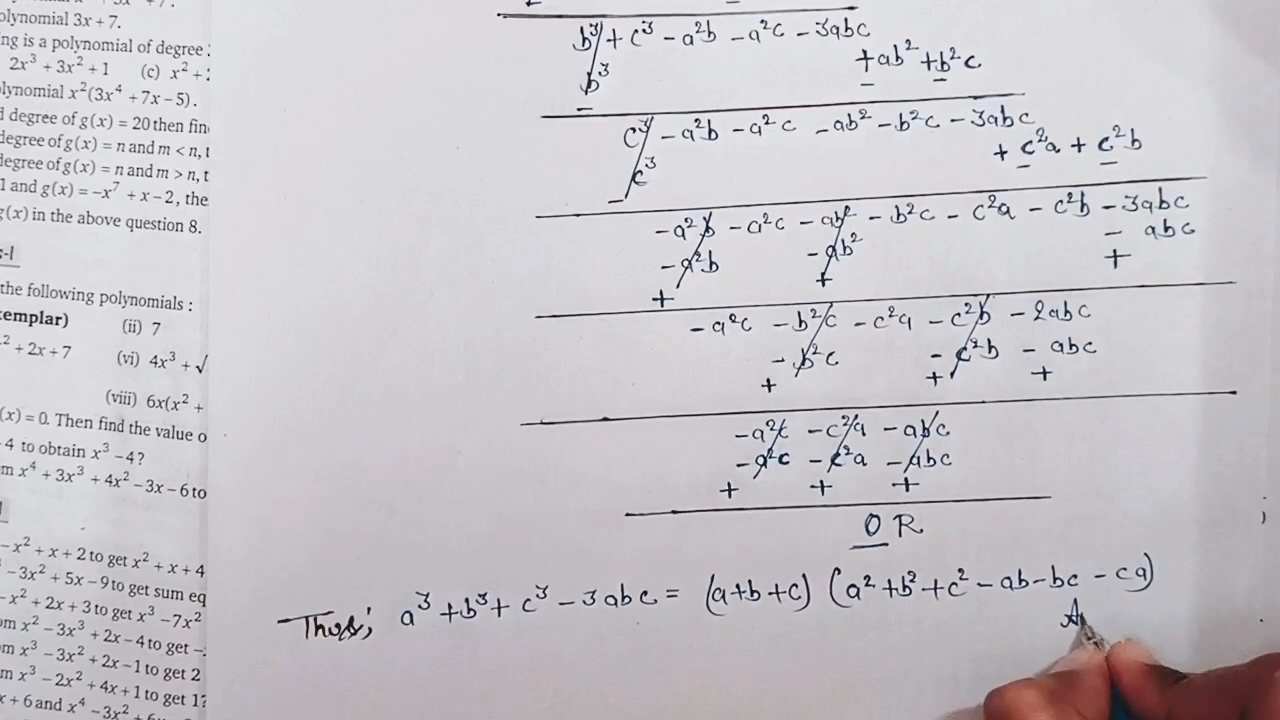 olynomial 3x + 7.
ing is a polynomial of degree
2x³ + 3x² + 1 (c) x² +
lynomial x²(3x⁴ + 7x – 5).
degree of g(x) = 20 then fin
degree of g(x) = n and m < n,
degree of g(x) = n and m > n,
1 and g(x) = –x⁷ + x – 2, the
g(x) in the above question 8.
the following polynomials :
emplar) (ii) 7
² + 2x + 7 (vi) 4x³ + √
(viii) 6x(x² +
(x) = 0. Then find the value o
4 to obtain x³ – 4?
m x⁴ + 3x³ + 4x² – 3x – 6 to
– x² + x + 2 to get x² + x + 4
– 3x² + 5x – 9 to get sum eq
– x² + 2x + 3 to get x³ – 7x²
om x² – 3x³ + 2x – 4 to get –
m x³ – 3x² + 2x – 1 to get 2
m x³ – 2x² + 4x + 1 to get 1?
x + 6 and x⁴ – 3x²
b³ + c³ - a²b - a²c - 3abc
b³ + ab² + b²c
- - -
c³ - a²b - a²c - ab² - b²c - 3abc
c³ + c²a + c²b
- - -
-a²b - a²c - ab² - b²c - c²a - c²b - 3abc
-a²b - ab² - abc
+ + +
-a²c - b²c - c²a - c²b - 2abc
- b²c - c²b - abc
+ + +
-a²c - c²a - abc
-a²c - c²a - abc
+ + +
O R
Thus, a³ + b³ + c³ - 3abc = (a+b+c) (a² + b² + c² - ab - bc - ca)